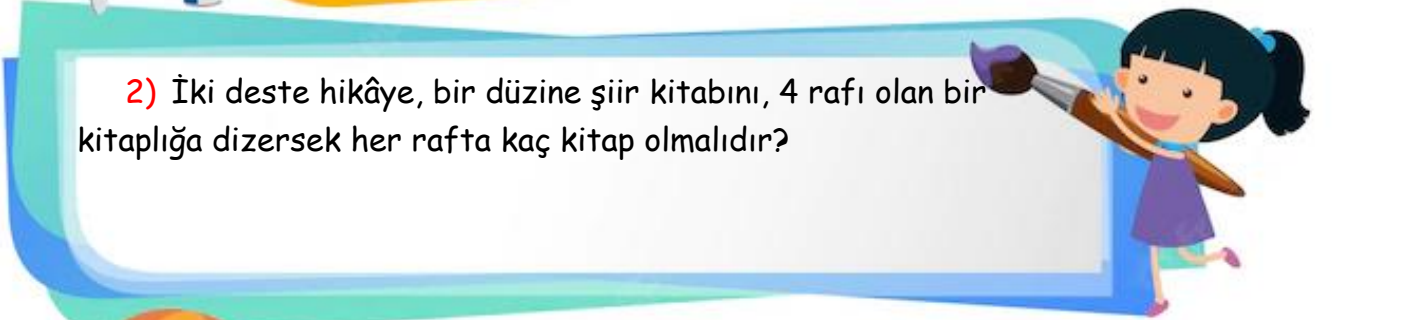 2) İki deste hikâye, bir düzine şiir kitabını, 4 rafı olan bir
kitaplığa dizersek her rafta kaç kitap olmalıdır?